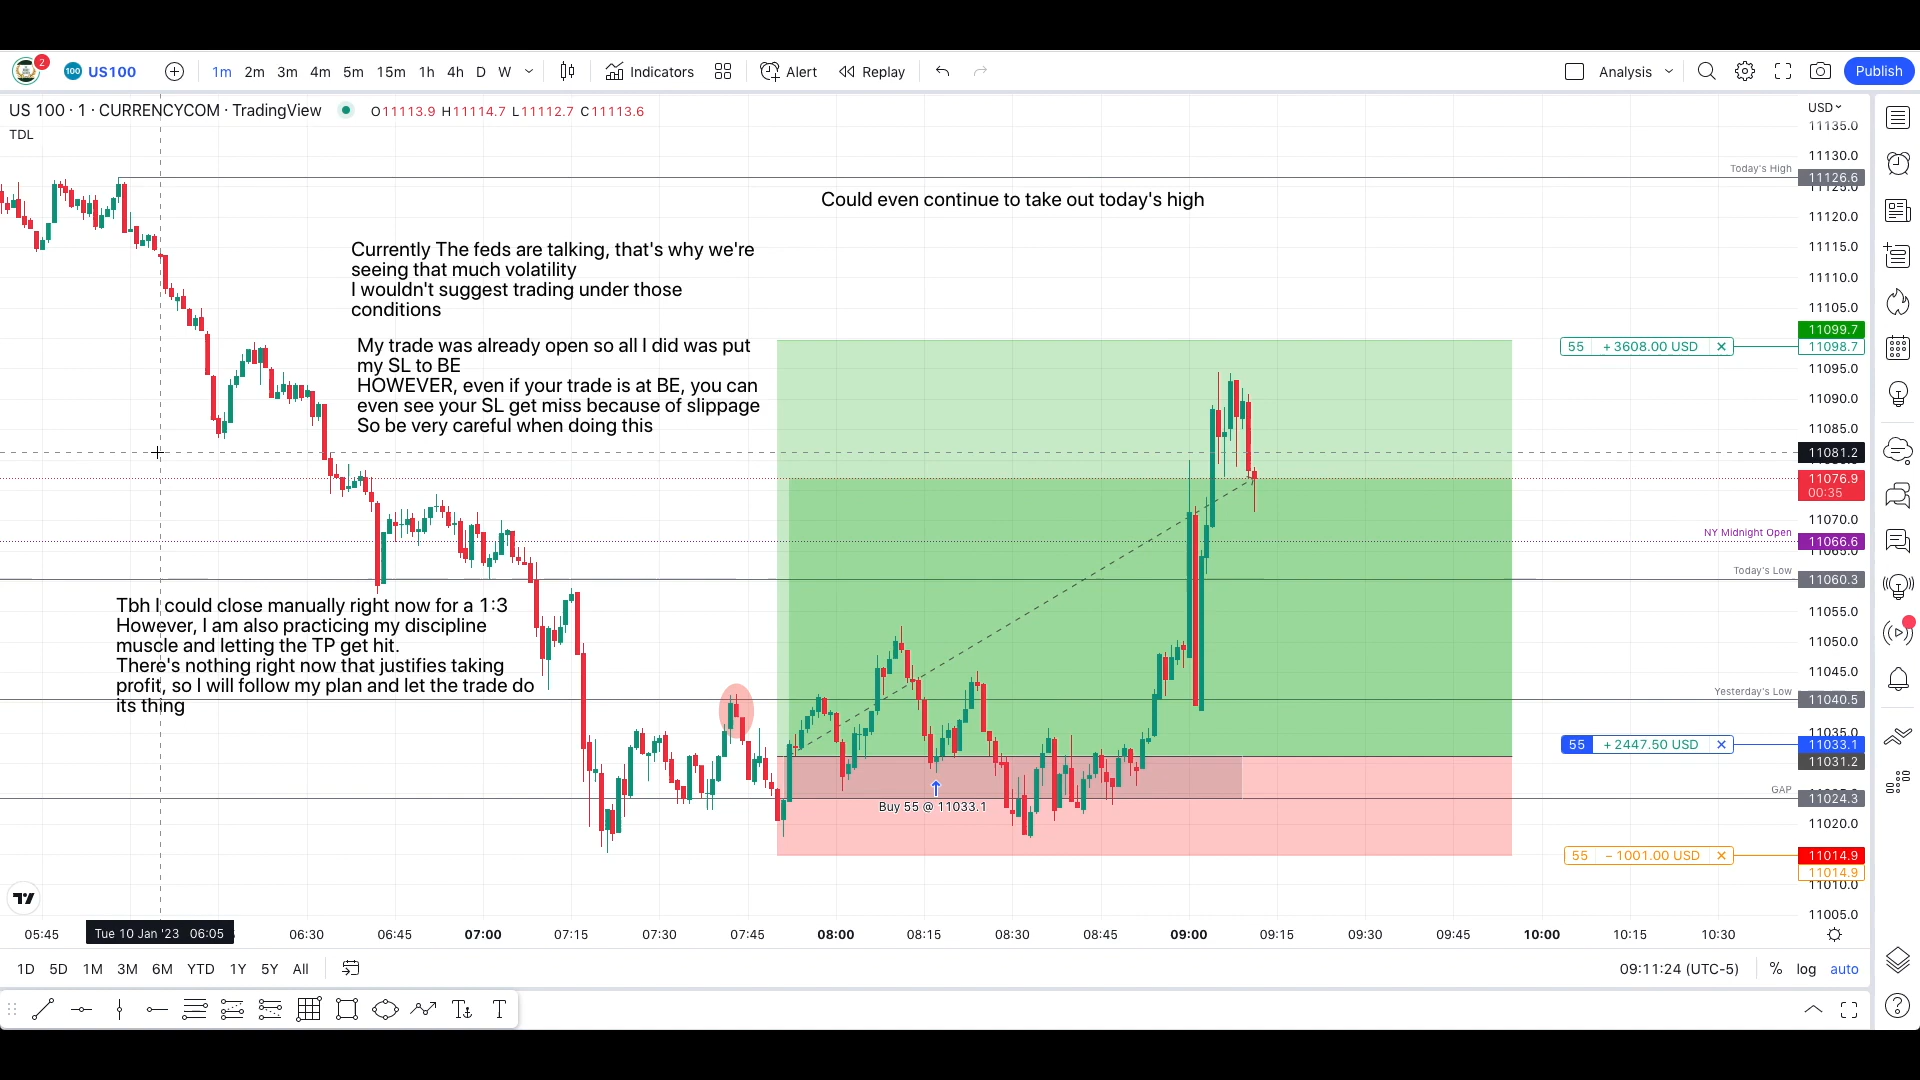 2
100 US100 1m 2m 3m 4m 5m 15m 1h 4h D W Indicators Alert Replay Analysis Publish
US 100 · 1 · CURRENCYCOM · TradingView O11113.9 H11114.7 L11112.7 C11113.6 USD
TDL
11135.0
11130.0
Today's High 11126.6
11125.0
Could even continue to take out today's high
11120.0
Currently The feds are talking, that's why we're
seeing that much volatility
I wouldn't suggest trading under those
conditions
11115.0
11110.0
11105.0
11099.7
My trade was already open so all I did was put
my SL to BE
HOWEVER, even if your trade is at BE, you can
even see your SL get miss because of slippage
So be very careful when doing this
55 + 3608.00 USD × 11098.7
11095.0
11090.0
11085.0
11081.2
11076.9
00:35
11070.0
NY Midnight Open 11066.6
11065.0
Today's Low 11060.3
Tbh I could close manually right now for a 1:3
However, I am also practicing my discipline
muscle and letting the TP get hit.
There's nothing right now that justifies taking
profit, so I will follow my plan and let the trade do
its thing
11055.0
11050.0
11045.0
Yesterday's Low 11040.5
11035.0
55 + 2447.50 USD × 11033.1
11031.2
Buy 55 @ 11033.1
GAP 11024.3
11020.0
55 − 1001.00 USD × 11014.9
11014.9
11010.0
11005.0
05:45 Tue 10 Jan '23 06:05 06:30 06:45 07:00 07:15 07:30 07:45 08:00 08:15 08:30 08:45 09:00 09:15 09:30 09:45 10:00 10:15 10:30
1D 5D 1M 3M 6M YTD 1Y 5Y All 09:11:24 (UTC-5) % log auto